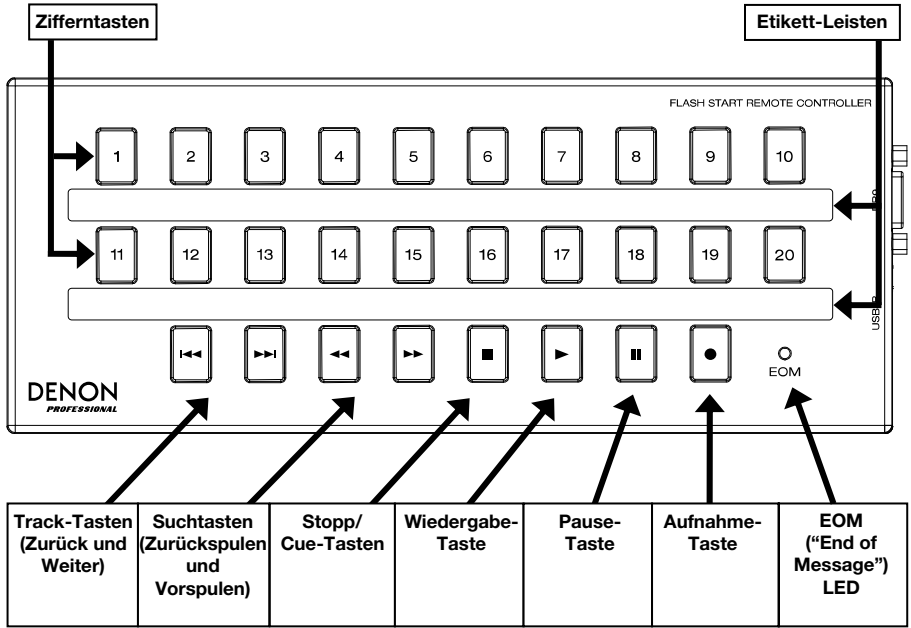 Zifferntasten
Etikett-Leisten
FLASH START REMOTE CONTROLLER
1 2 3 4 5 6 7 8 9 10
11 12 13 14 15 16 17 18 19 20
EOM
DENON
PROFESSIONAL
Track-Tasten
(Zurück und
Weiter)
Suchtasten
(Zurückspulen
und
Vorspulen)
Stopp/
Cue-Tasten
Wiedergabe-
Taste
Pause-
Taste
Aufnahme-
Taste
EOM
(“End of
Message”)
LED